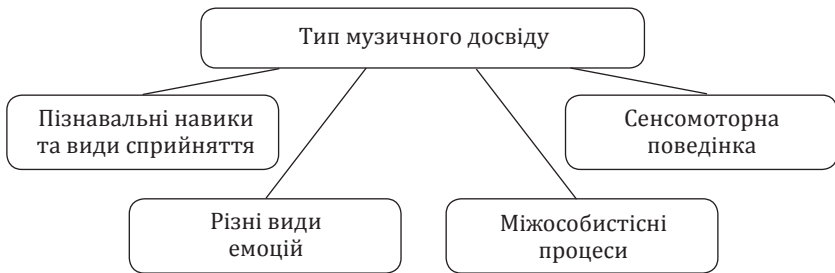 Тип музичного досвіду
Пізнавальні навики
та види сприйняття
Сенсомоторна
поведінка
Різні види
емоцій
Міжособистісні
процеси